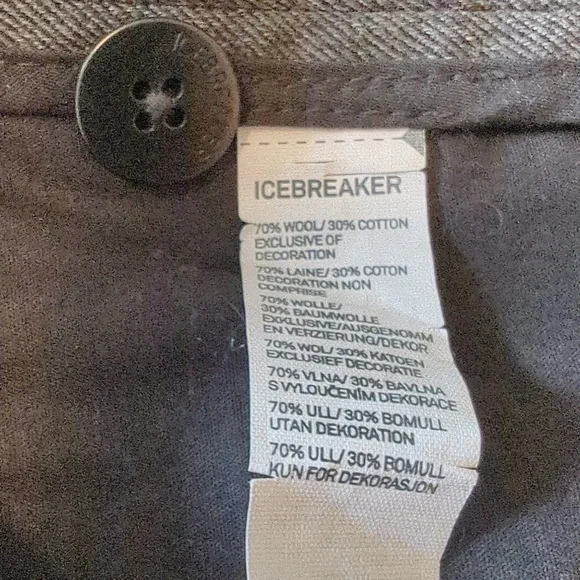 ICEBREAKER
70% WOOL/ 30% COTTON
EXCLUSIVE OF
DECORATION
70% LAINE/ 30% COTON
DECORATION NON
COMPRISE
70% WOLLE/
30% BAUMWOLLE
EXKLUSIVE/AUSGENOMM
EN VERZIERUNG/DEKOR
70% WOL/ 30% KATOEN
EXCLUSIEF DECORATIE
70% VLNA/ 30% BAVLNA
S VYLOUČENÍM DEKORACE
70% ULL/ 30% BOMULL
UTAN DEKORATION
70% ULL/ 30% BOMULL
KUN FOR DEKORASJON